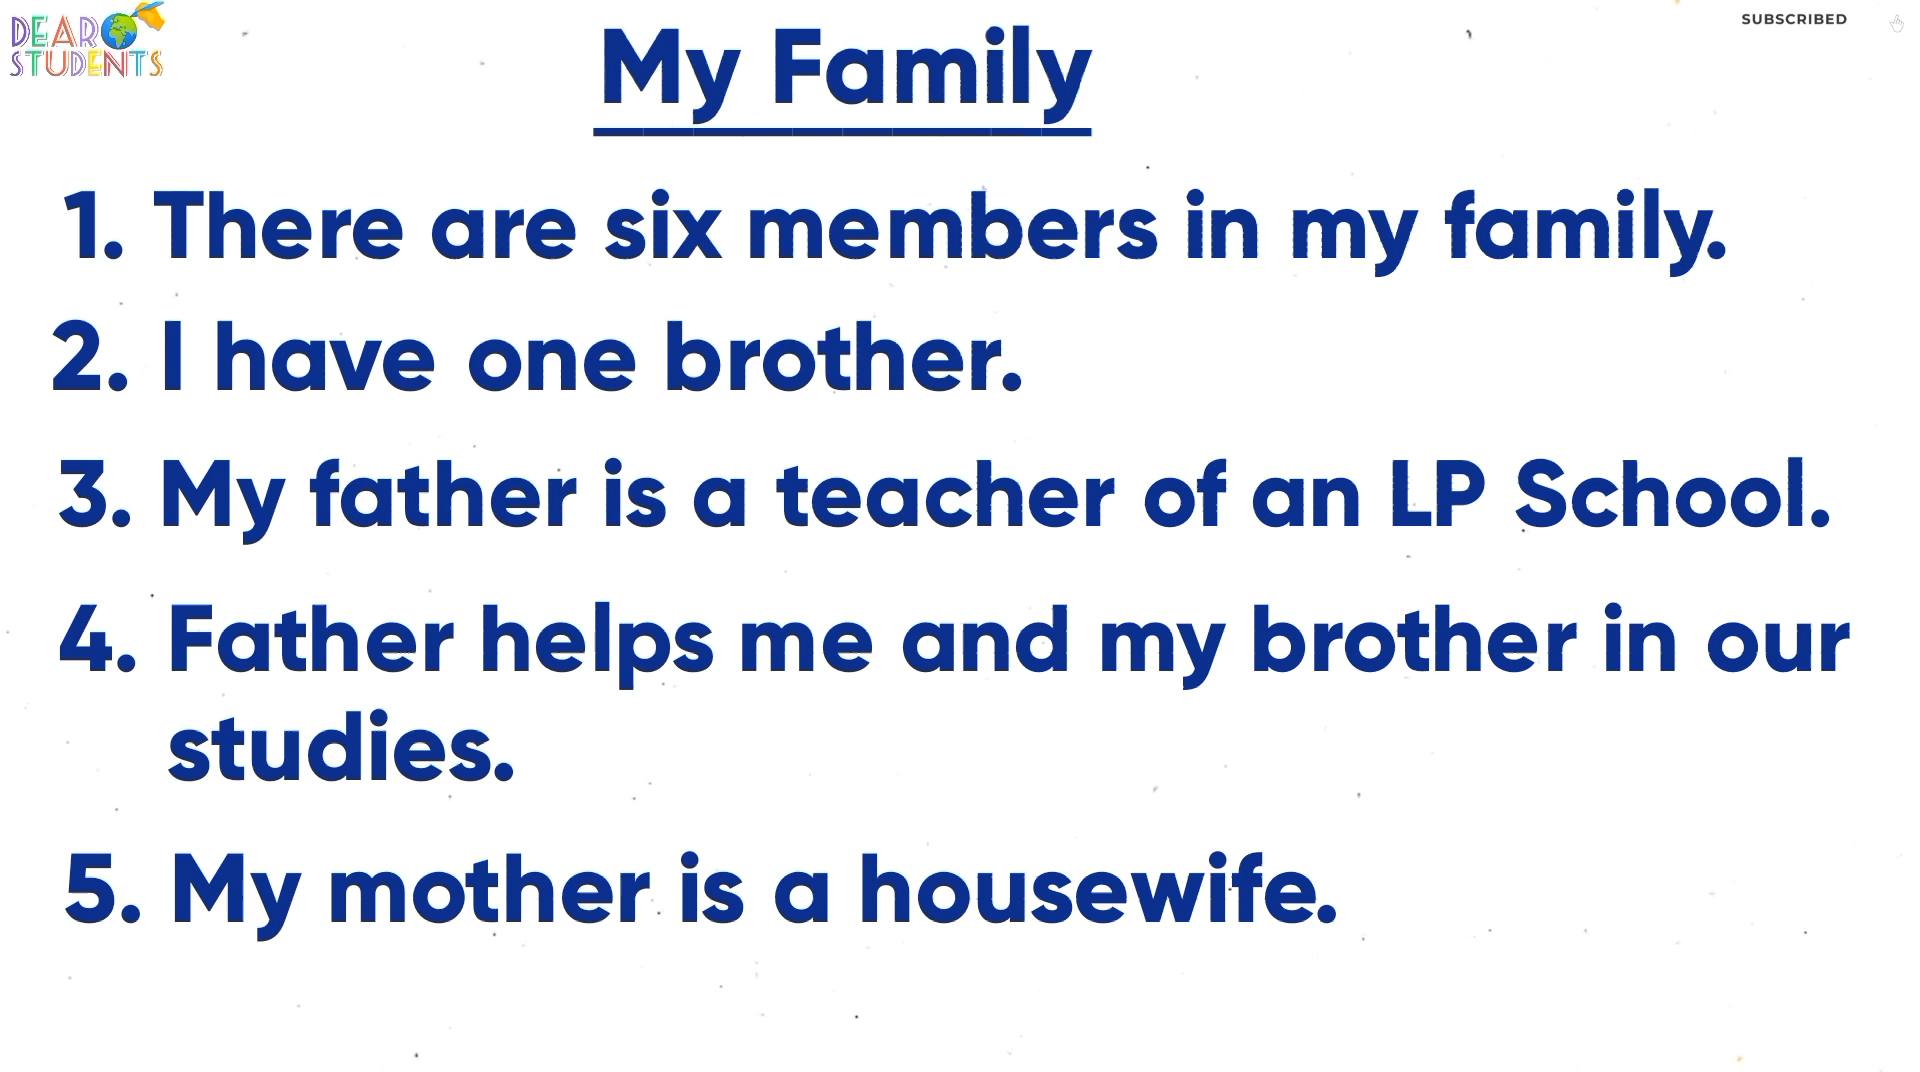 DEAR STUDENTS
SUBSCRIBED
My Family
1. There are six members in my family.
2. I have one brother.
3. My father is a teacher of an LP School.
4. Father helps me and my brother in our
studies.
5. My mother is a housewife.